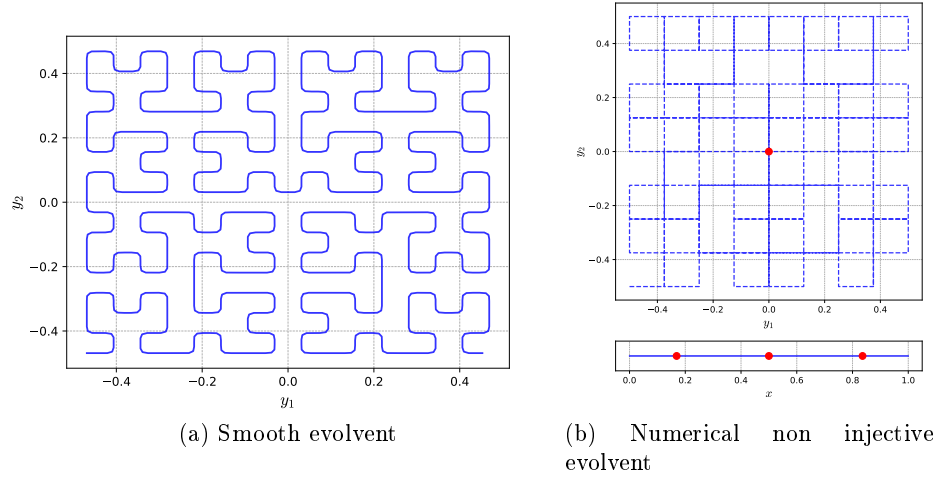 0.4
0.2
0.0
−0.2
−0.4
y2
−0.4 −0.2 0.0 0.2 0.4
y1
(a) Smooth evolvent
0.4
0.2
0.0
−0.2
−0.4
y2
−0.4 −0.2 0.0 0.2 0.4
y1
0.0 0.2 0.4 0.6 0.8 1.0
x
(b) Numerical non injective
evolvent